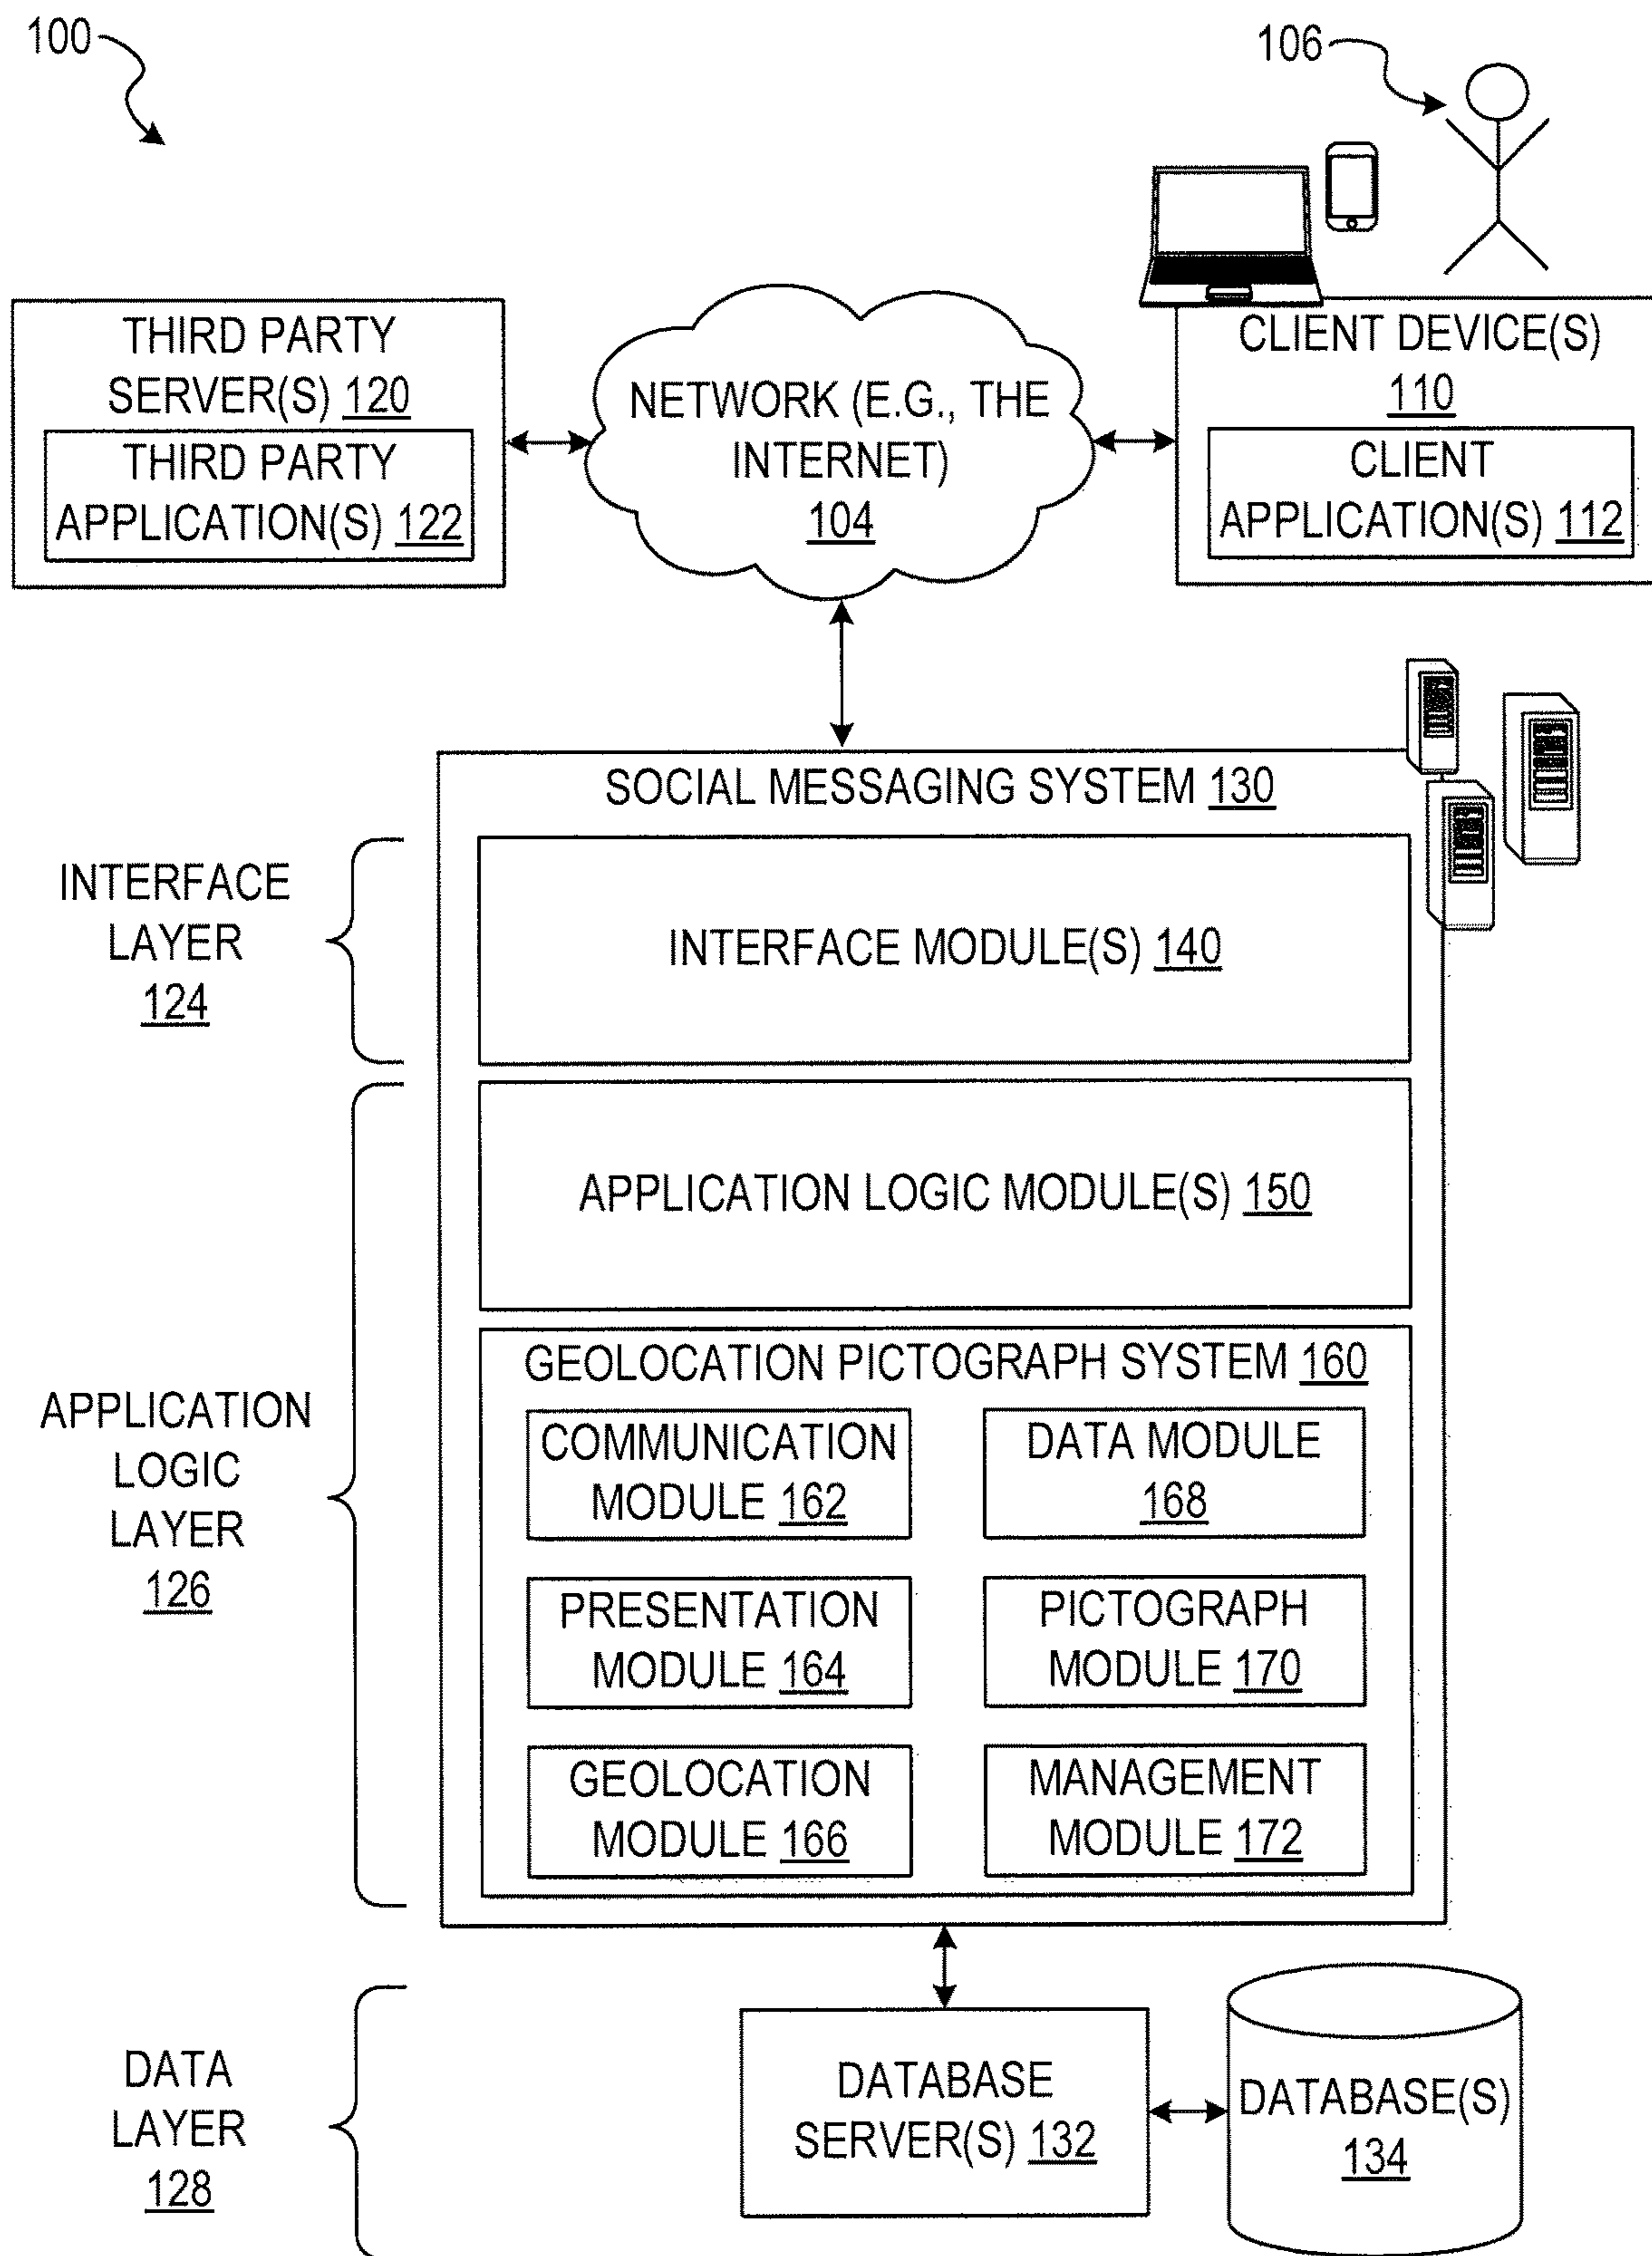 100
106
THIRD PARTY
SERVER(S) 120
THIRD PARTY
APPLICATION(S) 122
NETWORK (E.G., THE
INTERNET)
104
CLIENT DEVICE(S)
110
CLIENT
APPLICATION(S) 112
SOCIAL MESSAGING SYSTEM 130
INTERFACE
LAYER
124
INTERFACE MODULE(S) 140
APPLICATION LOGIC MODULE(S) 150
APPLICATION
LOGIC
LAYER
126
GEOLOCATION PICTOGRAPH SYSTEM 160
COMMUNICATION
MODULE 162
DATA MODULE
168
PRESENTATION
MODULE 164
PICTOGRAPH
MODULE 170
GEOLOCATION
MODULE 166
MANAGEMENT
MODULE 172
DATA
LAYER
128
DATABASE
SERVER(S) 132
DATABASE(S)
134